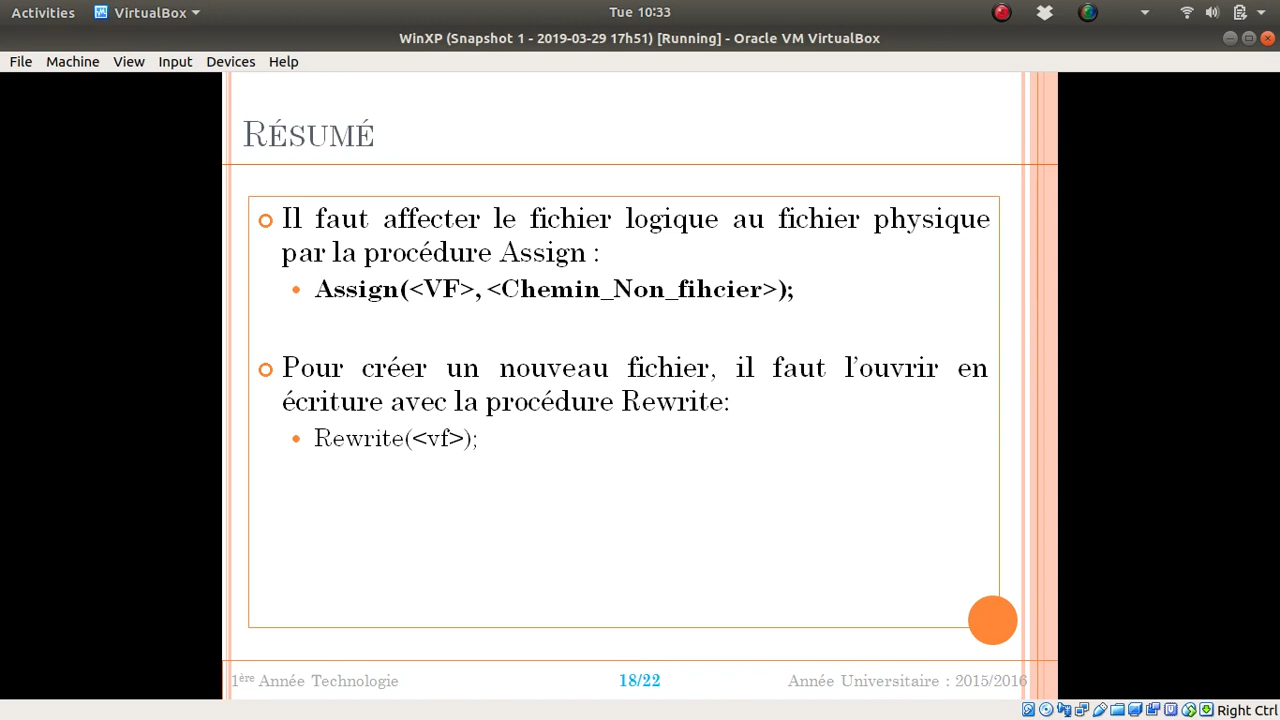 Activities VirtualBox Tue 10:33
WinXP (Snapshot 1 - 2019-03-29 17h51) [Running] - Oracle VM VirtualBox
File Machine View Input Devices Help
RÉSUMÉ
Il faut affecter le fichier logique au fichier physique
par la procédure Assign :
Assign(<VF>, <Chemin_Non_fihcier>);
Pour créer un nouveau fichier, il faut l’ouvrir en
écriture avec la procédure Rewrite:
Rewrite(<vf>);
1ère Année Technologie 18/22 Année Universitaire : 2015/2016
Right Ctrl